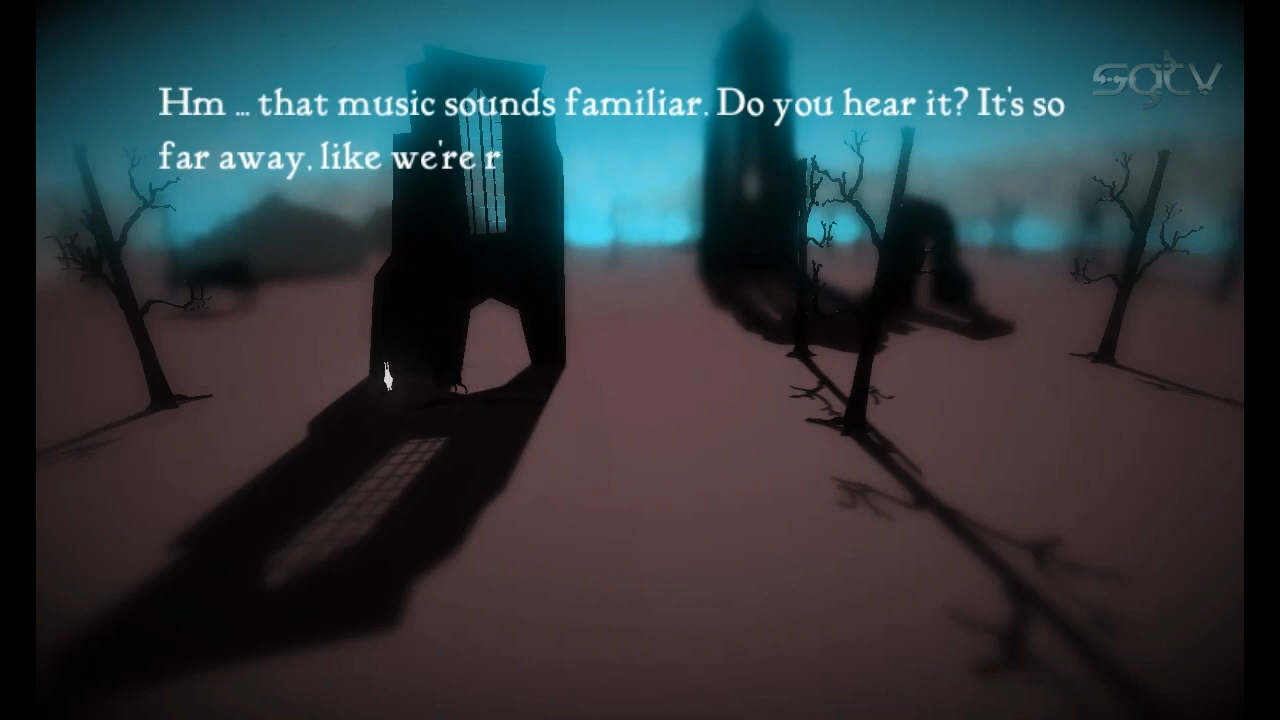 Hm ... that music sounds familiar. Do you hear it? It's so
far away, like we're r
sgtv